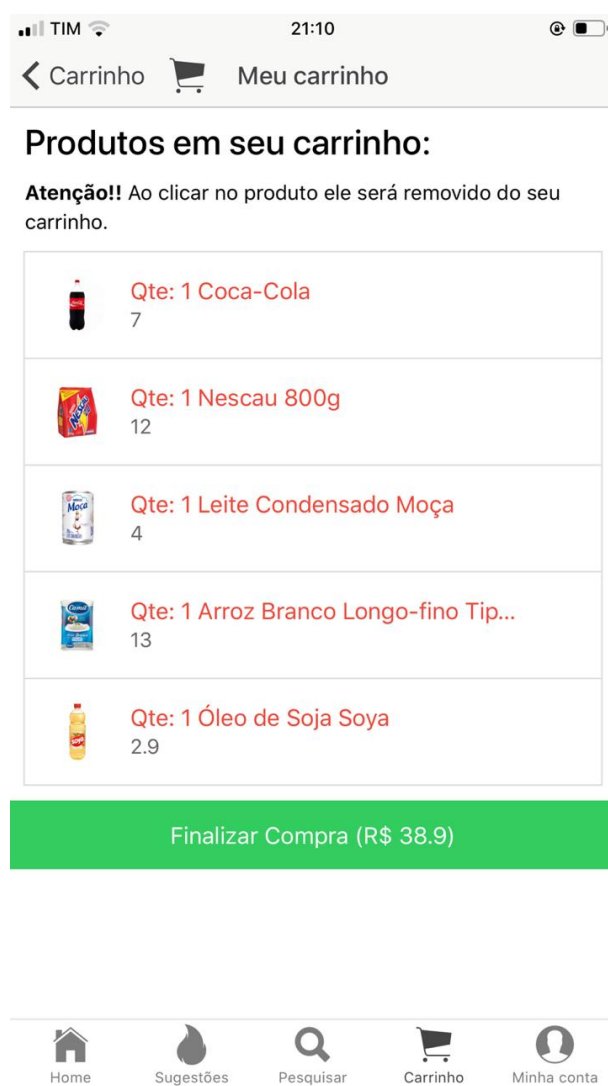 TIM 21:10
Carrinho Meu carrinho
Produtos em seu carrinho:
Atenção!! Ao clicar no produto ele será removido do seu
carrinho.
Qte: 1 Coca-Cola
7
Qte: 1 Nescau 800g
12
Qte: 1 Leite Condensado Moça
4
Qte: 1 Arroz Branco Longo-fino Tip...
13
Qte: 1 Óleo de Soja Soya
2.9
Finalizar Compra (R$ 38.9)
Home Sugestões Pesquisar Carrinho Minha conta